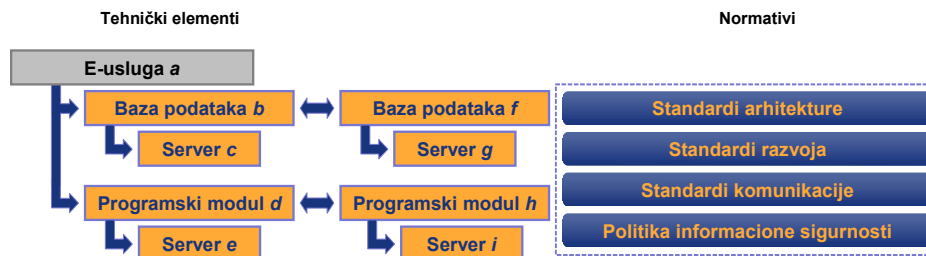 Tehnički elementi
Normativi
E-usluga a
Baza podataka b
Baza podataka f
Standardi arhitekture
Server c
Server g
Standardi razvoja
Programski modul d
Programski modul h
Standardi komunikacije
Server e
Server i
Politika informacione sigurnosti